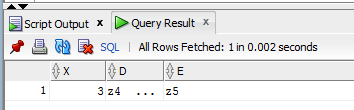 Script Output x Query Result x
SQL | All Rows Fetched: 1 in 0.002 seconds
X D E
1 3 z4 ... z5